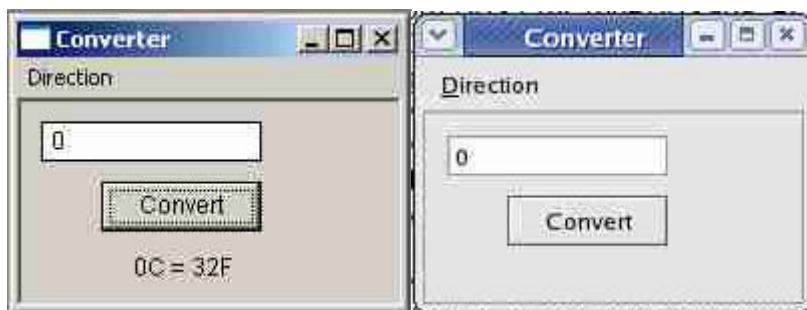 Converter
Direction
0
Convert
0C = 32F
Converter
Direction
0
Convert